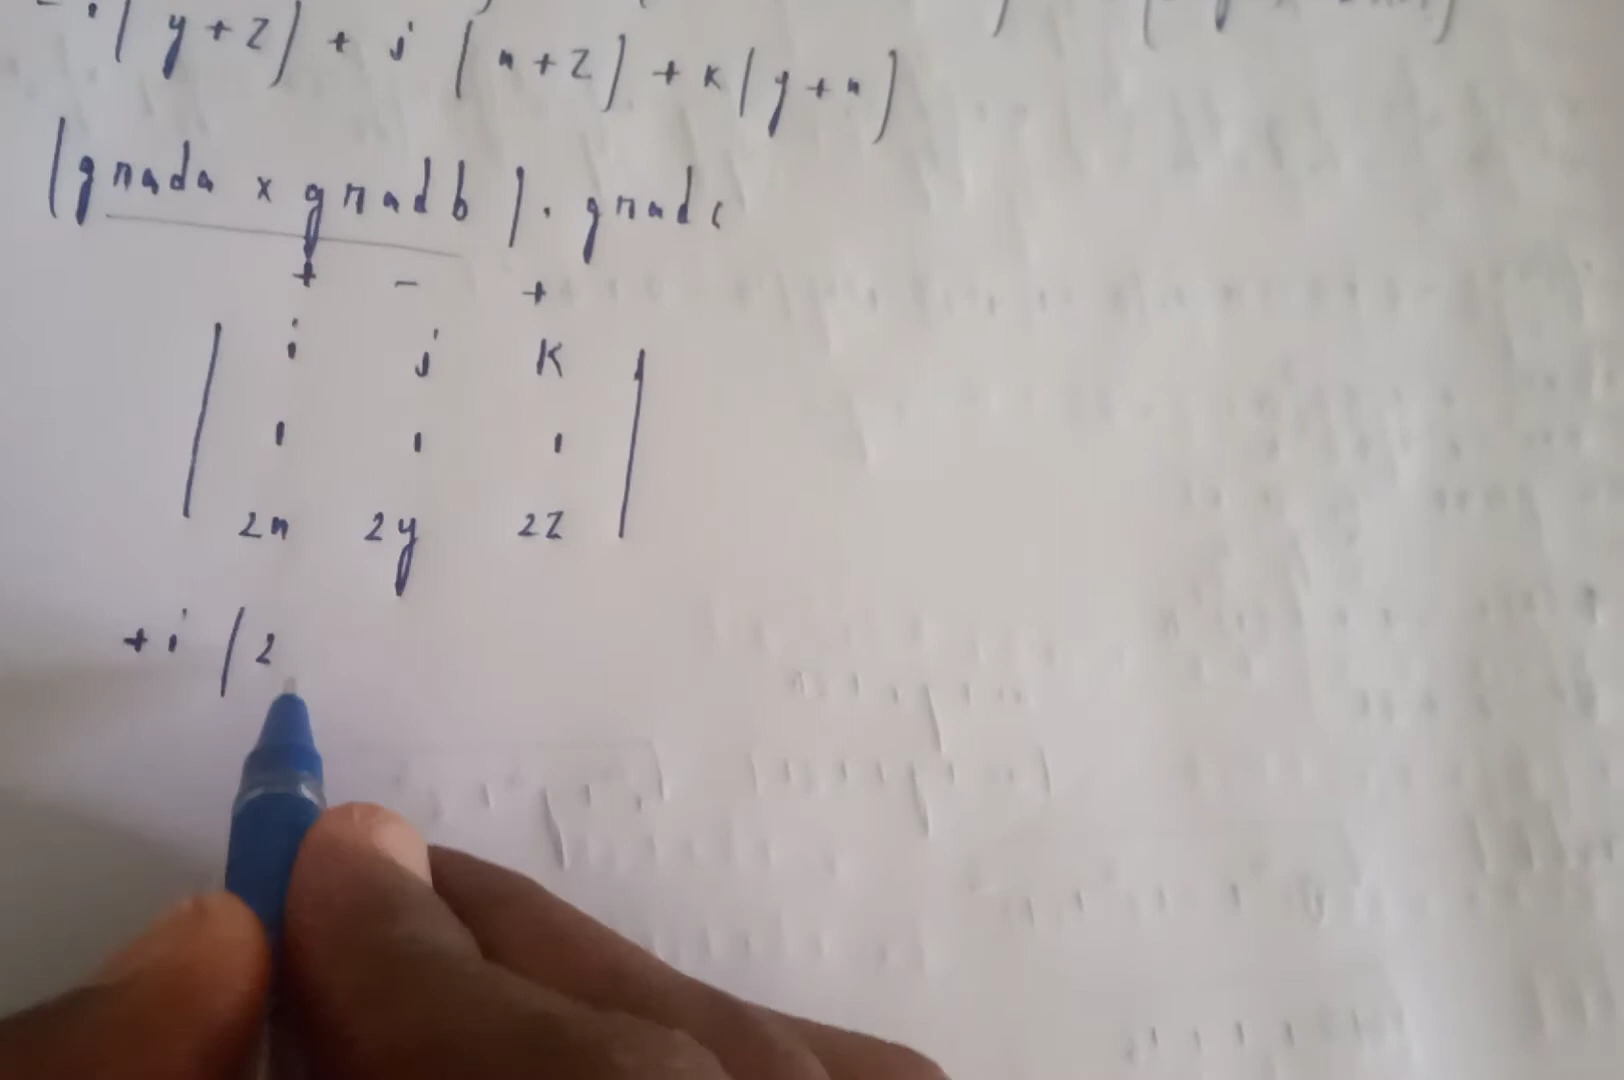 i(y+z) + j(x+z) + k(y+x)
(grada x gradb). gradc
+ - +
i j k
1 1 1
2x 2y 2z
+i(2